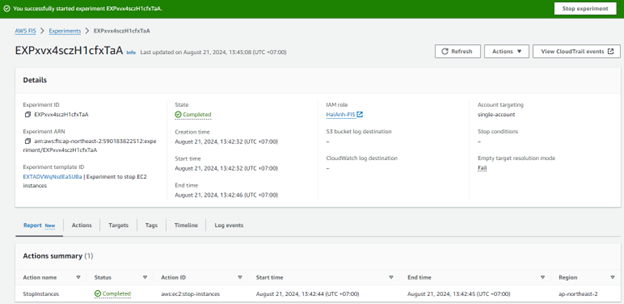 You successfully started experiment EXPxvx4sczH1cfxTaA.
Stop experiment
AWS FIS > Experiments > EXPxvx4sczH1cfxTaA
EXPxvx4sczH1cfxTaA Info Last updated on August 21, 2024, 13:45:08 (UTC +07:00)
Refresh
Actions
View CloudTrail events
Details
Experiment ID
EXPxvx4sczH1cfxTaA
Experiment ARN
arn:aws:fis:ap-northeast-2:590183822512:expe
riment/EXPxvx4sczH1cfxTaA
Experiment template ID
| Experiment to stop EC2
instances
State
Completed
Creation time
August 21, 2024, 13:42:32 (UTC +07:00)
Start time
August 21, 2024, 13:42:32 (UTC +07:00)
End time
August 21, 2024, 13:42:46 (UTC +07:00)
IAM role
HaiAnh-FIS
S3 bucket log destination
–
CloudWatch log destination
–
Account targeting
single-account
Stop conditions
–
Empty target resolution mode
Fail
Report New
Actions
Targets
Tags
Timeline
Log events
Actions summary (1)
Action name Status Action ID Start time End time Region
StopInstances Completed aws:ec2:stop-instances August 21, 2024, 13:42:44 (UTC +07:00) August 21, 2024, 13:42:45 (UTC +07:00) ap-northeast-2